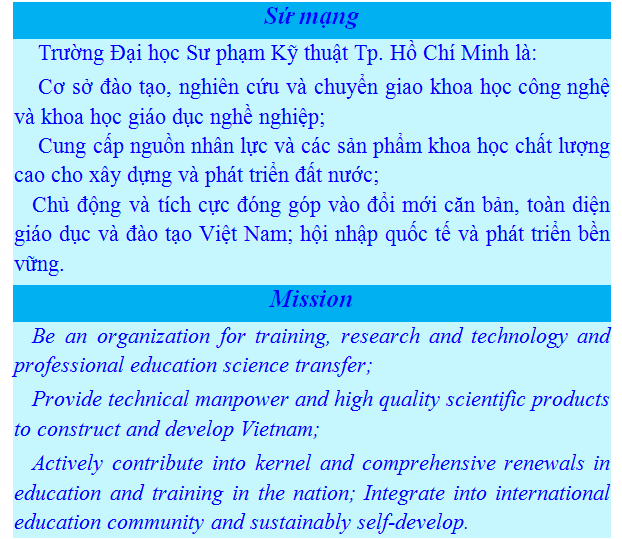 Sứ mạng
Trường Đại học Sư phạm Kỹ thuật Tp. Hồ Chí Minh là:
Cơ sở đào tạo, nghiên cứu và chuyển giao khoa học công nghệ
và khoa học giáo dục nghề nghiệp;
Cung cấp nguồn nhân lực và các sản phẩm khoa học chất lượng
cao cho xây dựng và phát triển đất nước;
Chủ động và tích cực đóng góp vào đổi mới căn bản, toàn diện
giáo dục và đào tạo Việt Nam; hội nhập quốc tế và phát triển bền
vững.
Mission
Be an organization for training, research and technology and
professional education science transfer;
Provide technical manpower and high quality scientific products
to construct and develop Vietnam;
Actively contribute into kernel and comprehensive renewals in
education and training in the nation; Integrate into international
education community and sustainably self-develop.